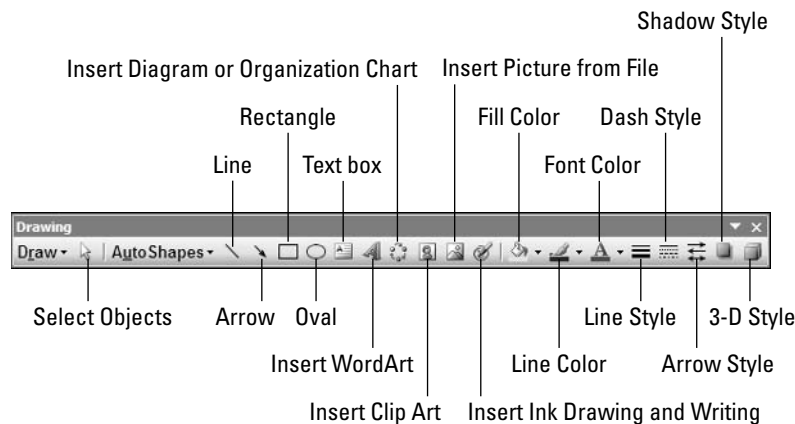 Shadow Style
Insert Diagram or Organization Chart Insert Picture from File
Rectangle Fill Color Dash Style
Line Text box Font Color
Drawing
Draw AutoShapes
Select Objects Arrow Oval Line Style 3-D Style
Insert WordArt Line Color Arrow Style
Insert Clip Art Insert Ink Drawing and Writing